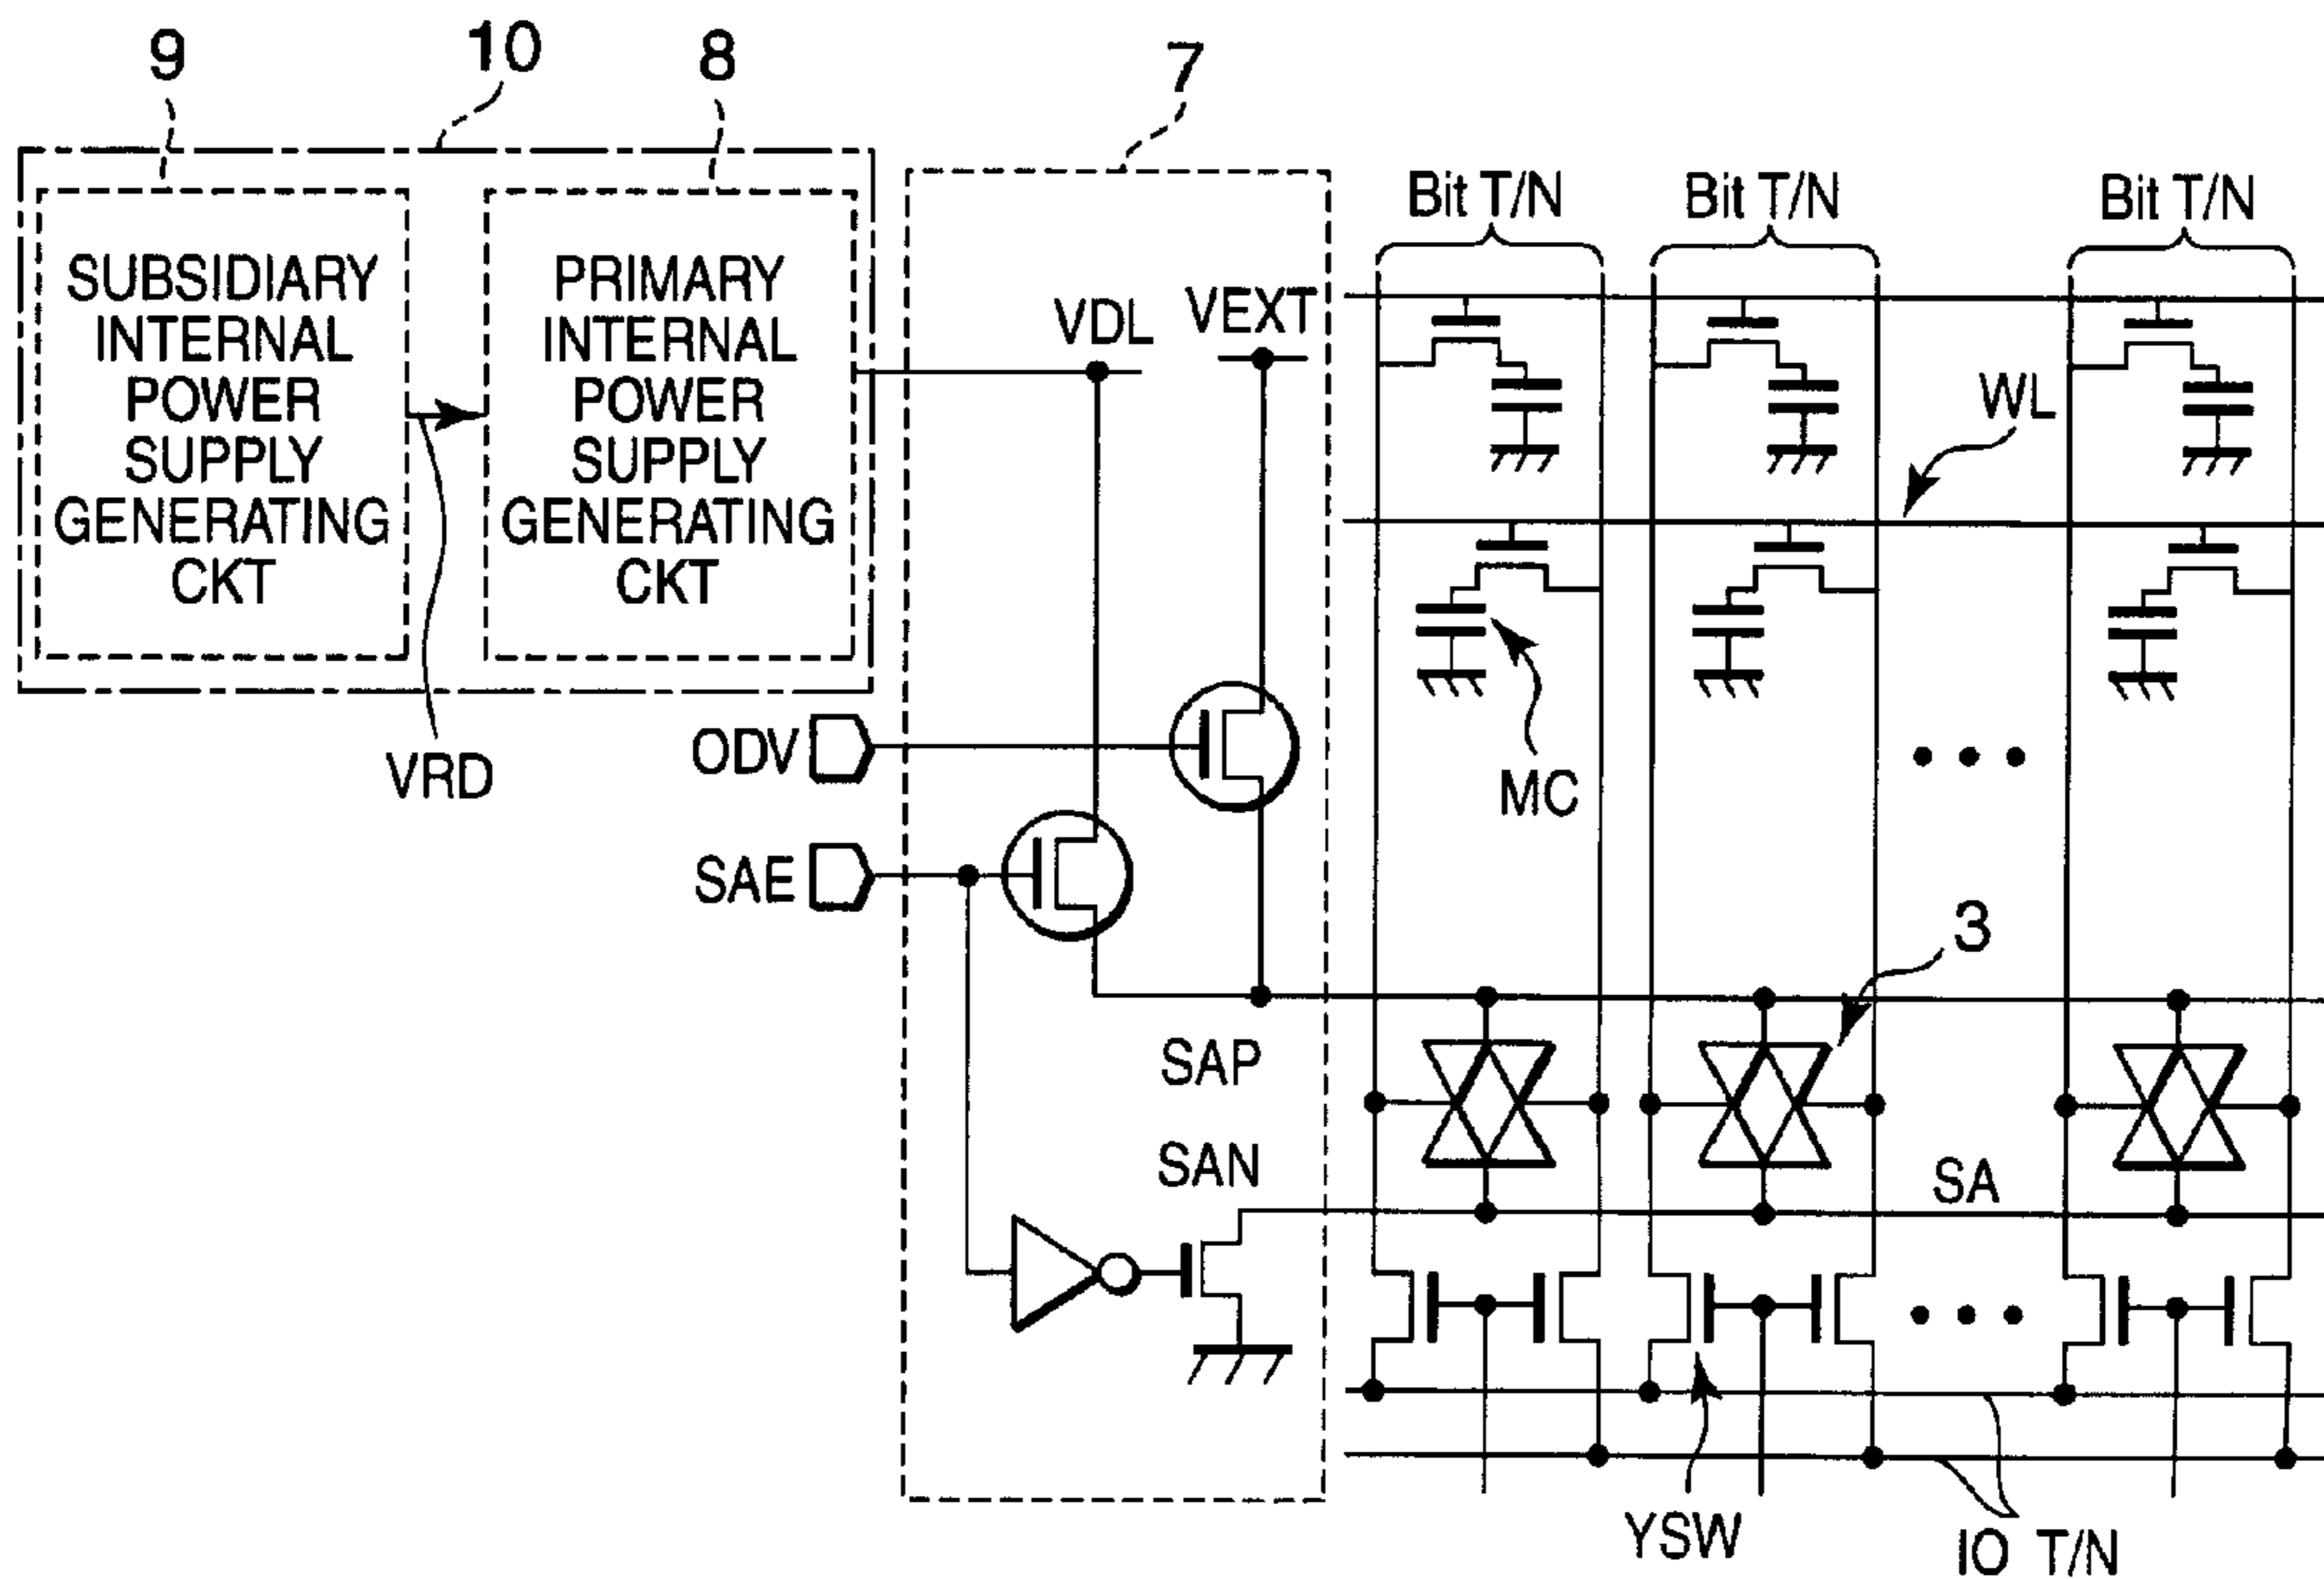 9
10
8
7
Bit T/N
Bit T/N
Bit T/N
SUBSIDIARY
INTERNAL
POWER
SUPPLY
GENERATING
CKT
PRIMARY
INTERNAL
POWER
SUPPLY
GENERATING
CKT
VDL
VEXT
WL
ODV
VRD
MC
SAE
3
SAP
SAN
SA
YSW
IO T/N